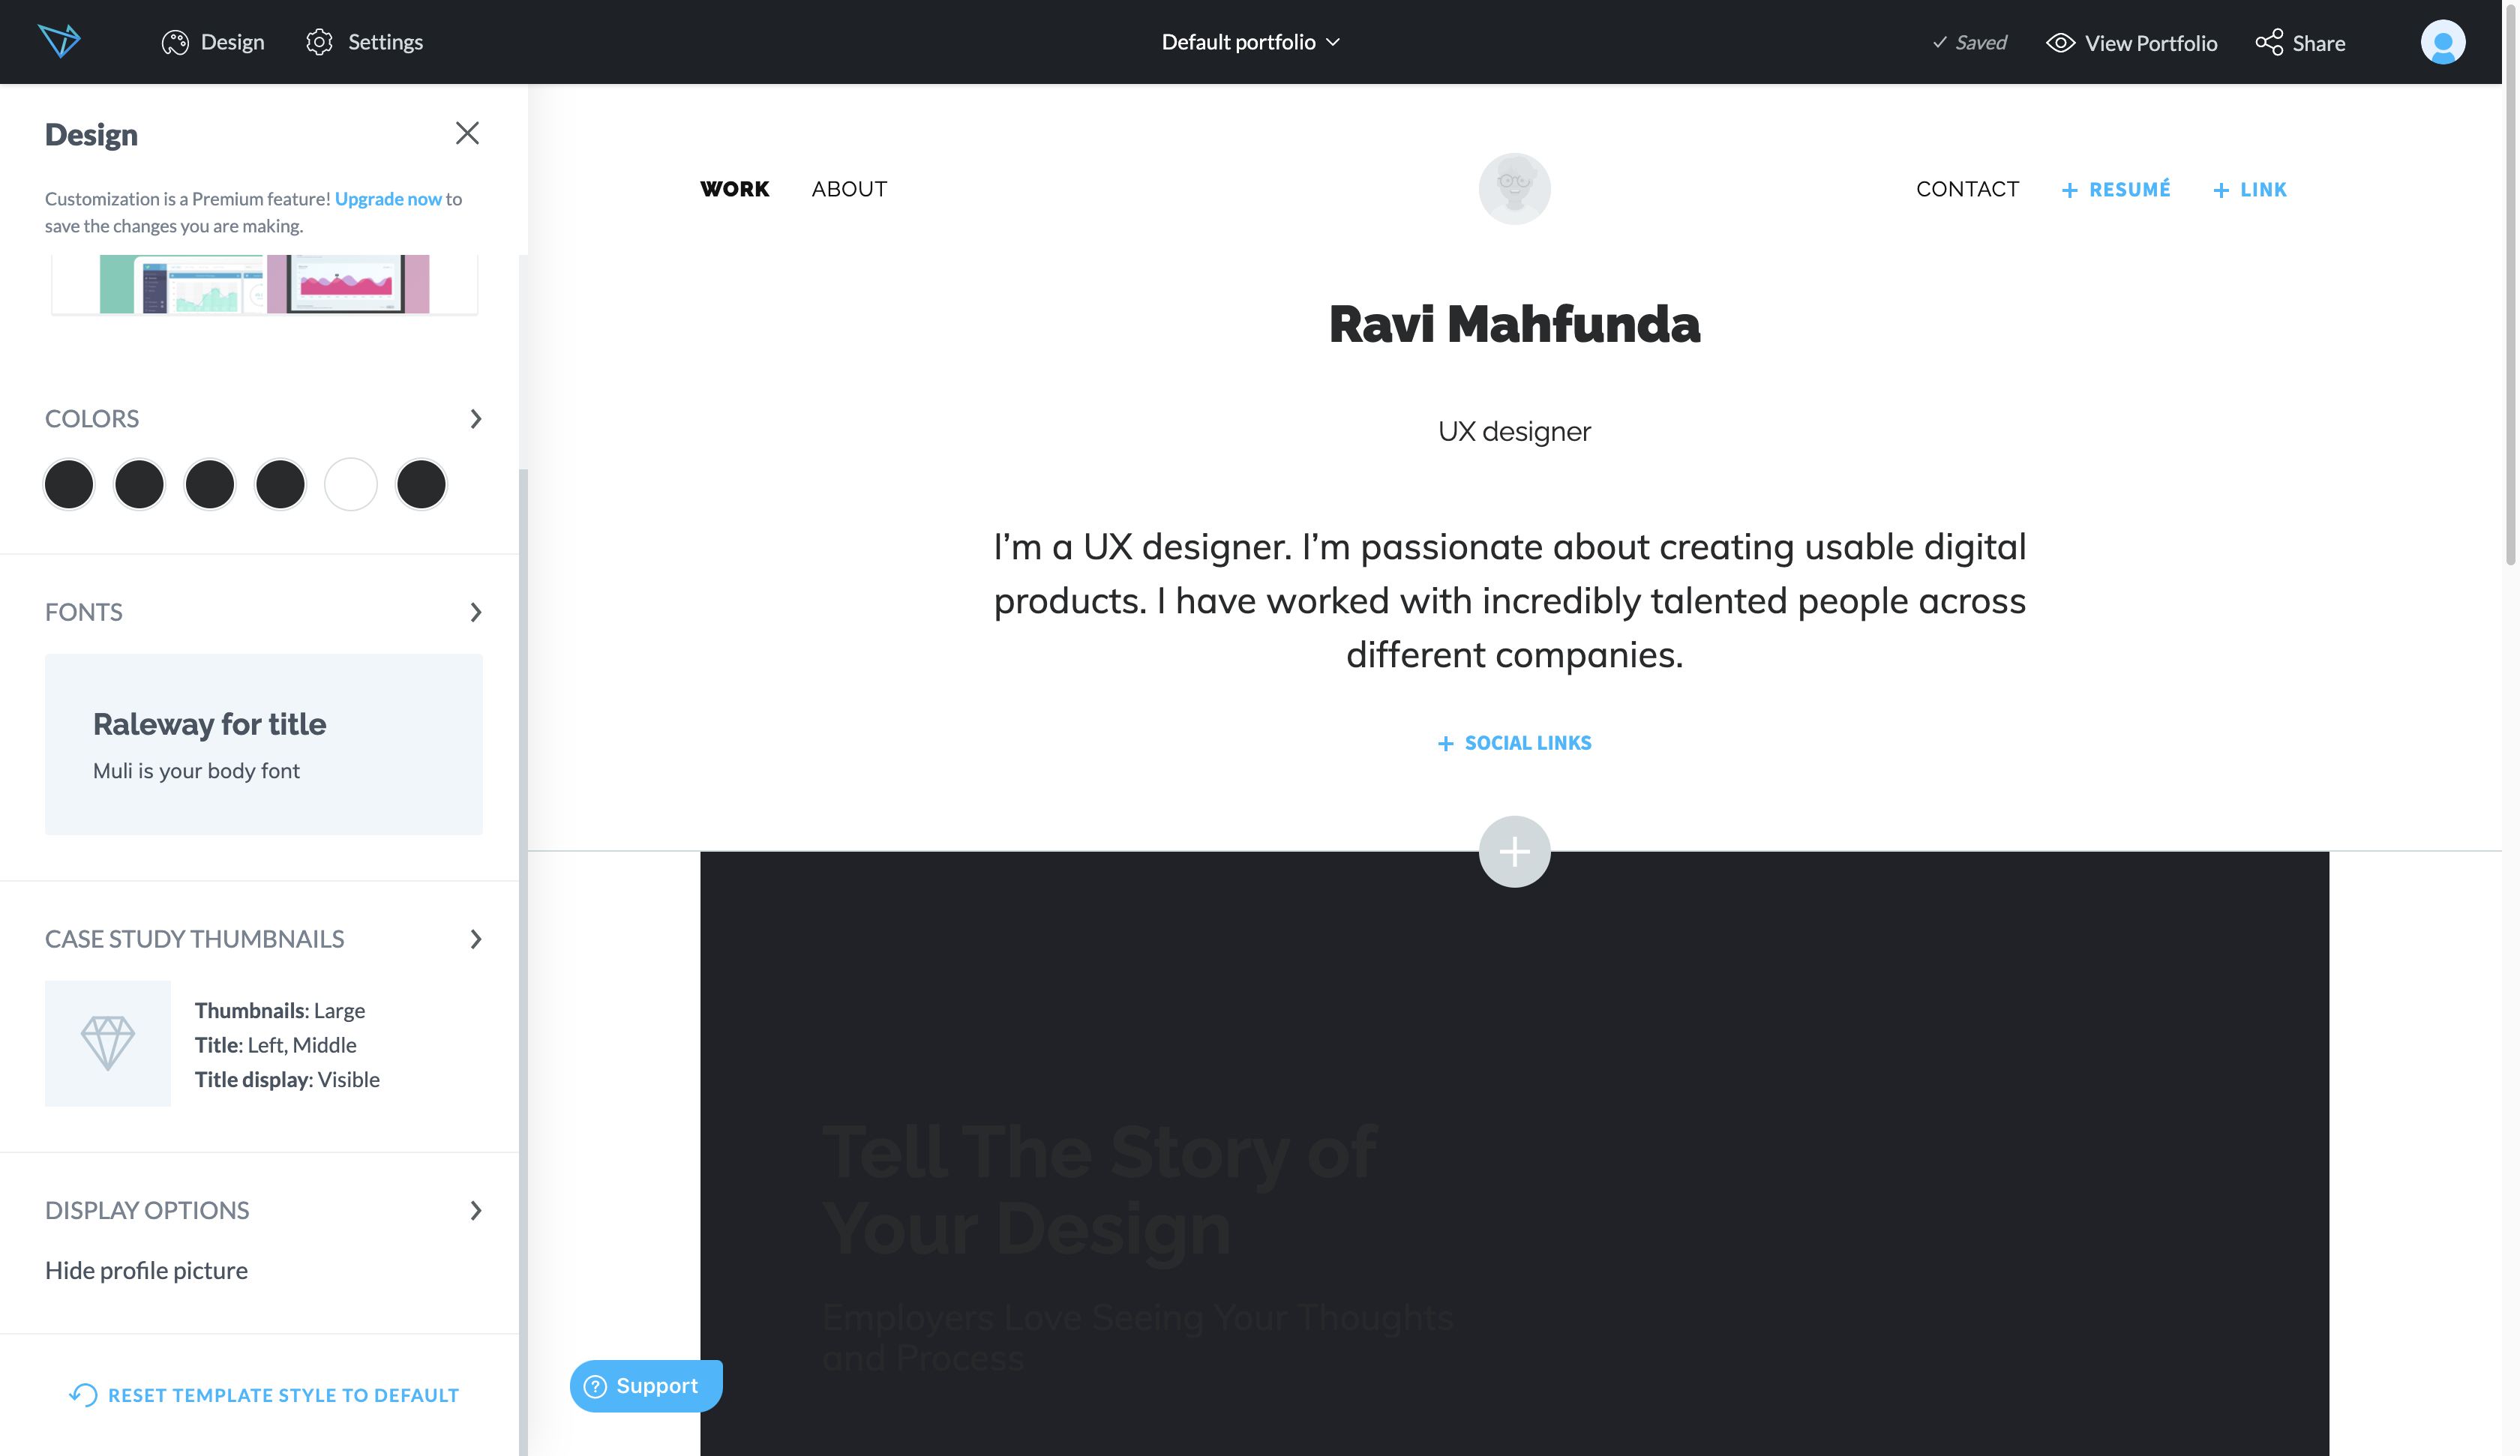 Design
Settings
Default portfolio
Saved
View Portfolio
Share
Design
Customization is a Premium feature! Upgrade now to
save the changes you are making.
COLORS
FONTS
Raleway for title
Muli is your body font
CASE STUDY THUMBNAILS
Thumbnails: Large
Title: Left, Middle
Title display: Visible
DISPLAY OPTIONS
Hide profile picture
RESET TEMPLATE STYLE TO DEFAULT
WORK
ABOUT
CONTACT
+ RESUMÉ
+ LINK
Ravi Mahfunda
UX designer
I’m a UX designer. I’m passionate about creating usable digital
products. I have worked with incredibly talented people across
different companies.
+ SOCIAL LINKS
Tell The Story of
Your Design
Employers Love Seeing Your Thoughts
and Process
Support